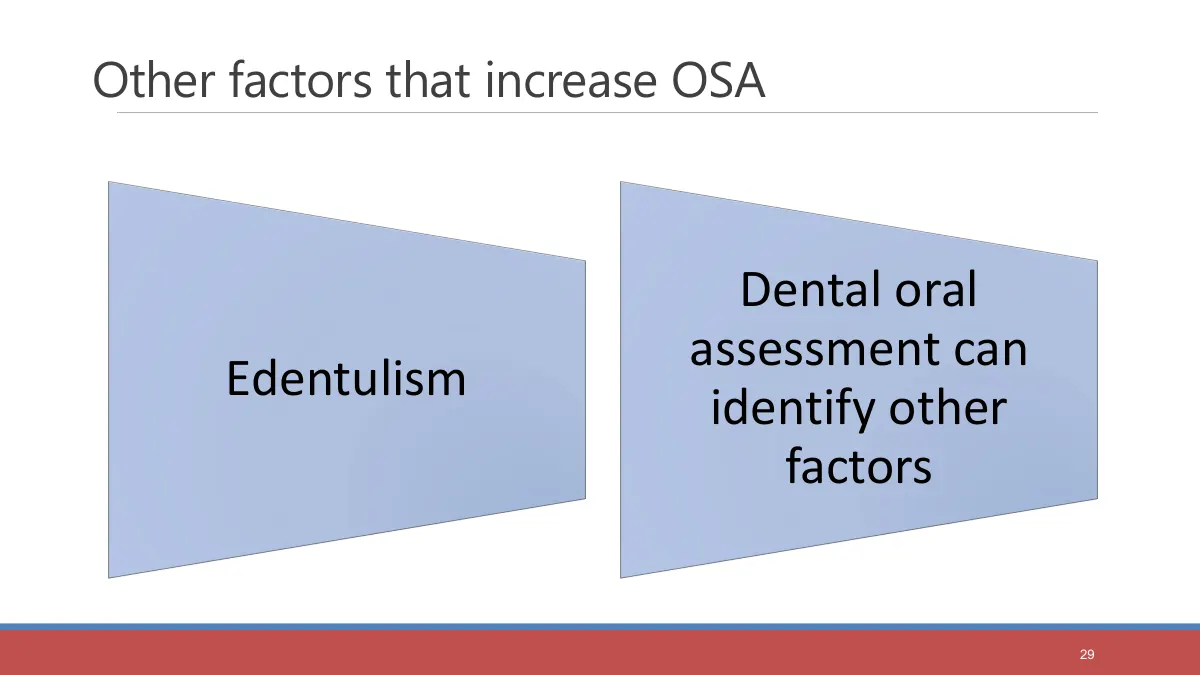 Other factors that increase OSA
Edentulism
Dental oral
assessment can
identify other
factors
29